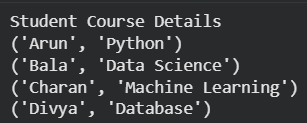 Student Course Details
('Arun', 'Python')
('Bala', 'Data Science')
('Charan', 'Machine Learning')
('Divya', 'Database')